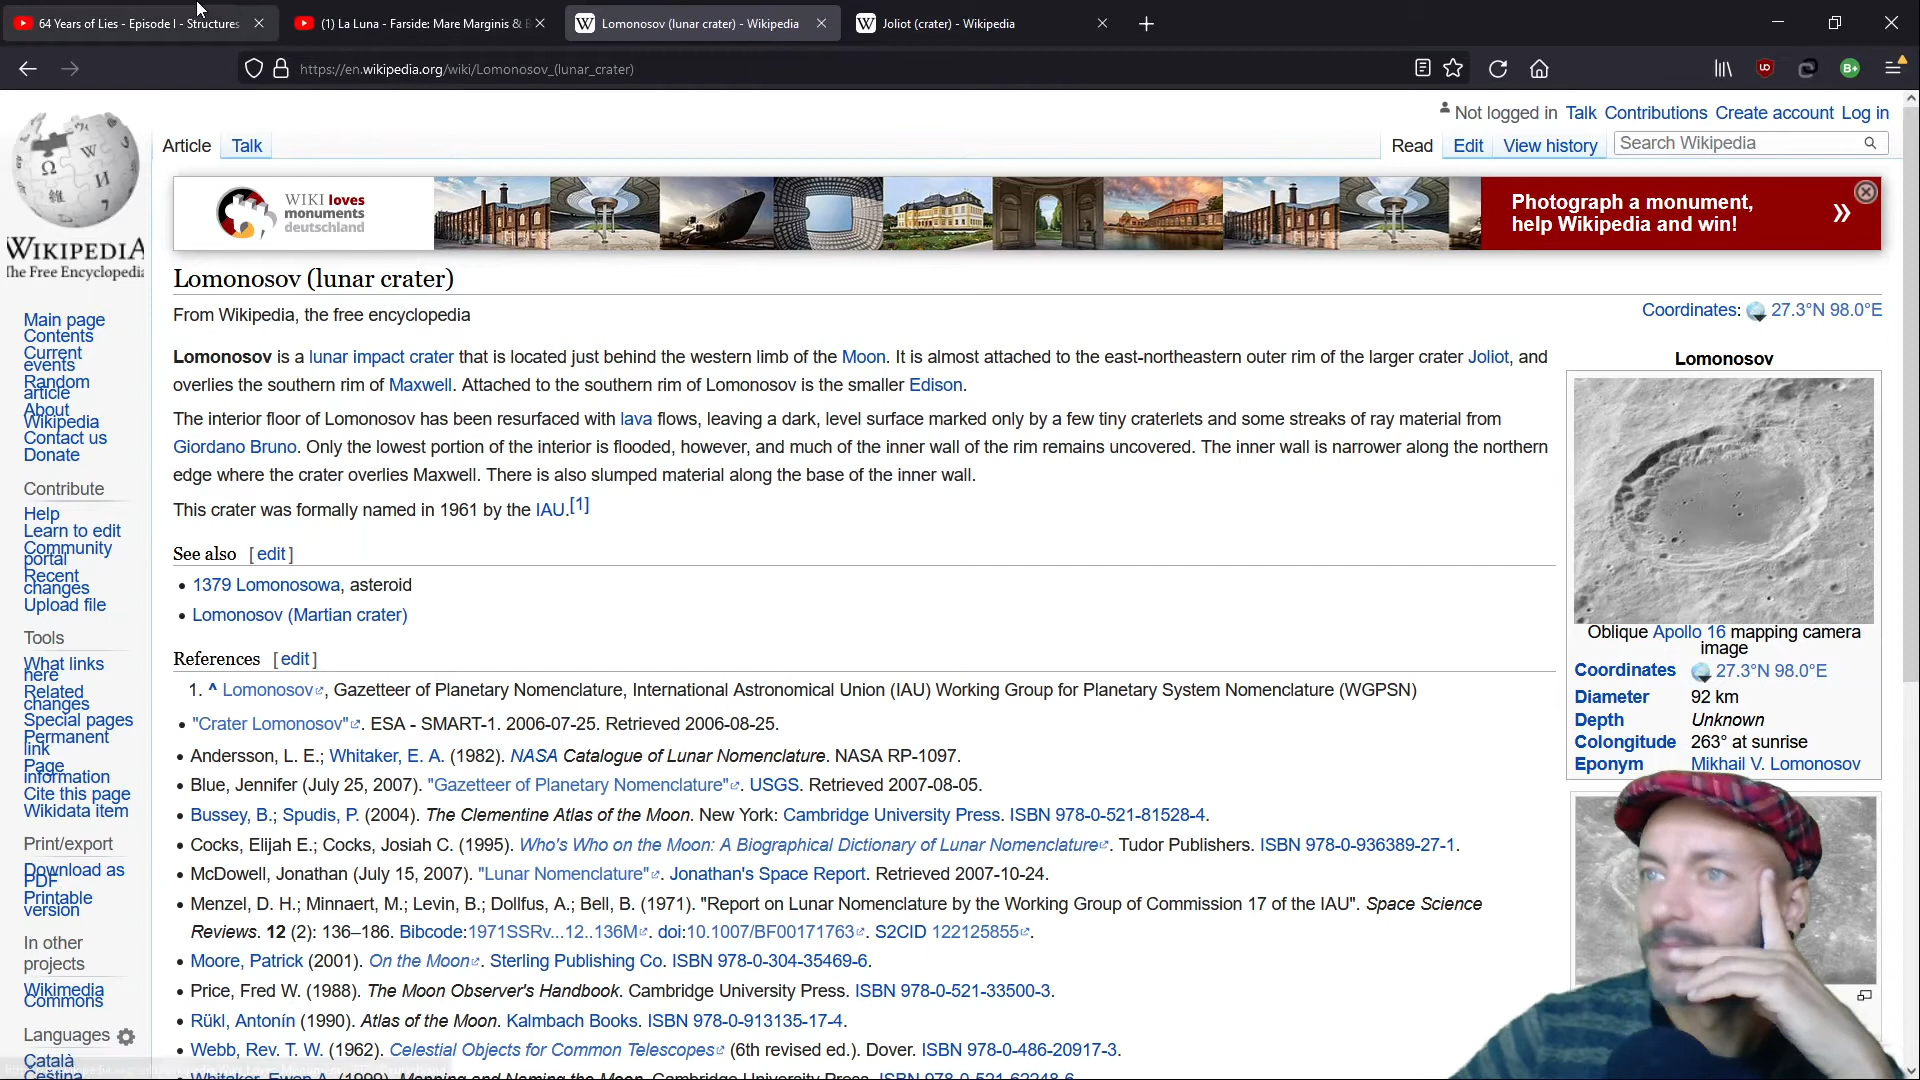 64 Years of Lies - Episode I - Structures
(1) La Luna - Farside: Mare Marginis &
Lomonosov (lunar crater) - Wikipedia
Joliot (crater) - Wikipedia
https://en.wikipedia.org/wiki/Lomonosov_(lunar_crater)
Not logged in Talk Contributions Create account Log in
Article Talk Read Edit View history Search Wikipedia
WIKI loves
monuments
deutschland
Photograph a monument,
help Wikipedia and win!
WIKIPEDIA
The Free Encyclopedia
Main page
Contents
Current
events
Random
article
About
Wikipedia
Contact us
Donate
Contribute
Help
Learn to edit
Community
portal
Recent
changes
Upload file
Tools
What links
here
Related
changes
Special pages
Permanent
link
Page
information
Cite this page
Wikidata item
Print/export
Download as
PDF
Printable
version
In other
projects
Wikimedia
Commons
Languages
Català
Čeština
Lomonosov (lunar crater)
From Wikipedia, the free encyclopedia
Coordinates: 27.3°N 98.0°E
Lomonosov is a lunar impact crater that is located just behind the western limb of the Moon. It is almost attached to the east-northeastern outer rim of the larger crater Joliot, and
overlies the southern rim of Maxwell. Attached to the southern rim of Lomonosov is the smaller Edison.
The interior floor of Lomonosov has been resurfaced with lava flows, leaving a dark, level surface marked only by a few tiny craterlets and some streaks of ray material from
Giordano Bruno. Only the lowest portion of the interior is flooded, however, and much of the inner wall of the rim remains uncovered. The inner wall is narrower along the northern
edge where the crater overlies Maxwell. There is also slumped material along the base of the inner wall.
This crater was formally named in 1961 by the IAU.[1]
See also [edit]
• 1379 Lomonosowa, asteroid
• Lomonosov (Martian crater)
References [edit]
1. ^ Lomonosov, Gazetteer of Planetary Nomenclature, International Astronomical Union (IAU) Working Group for Planetary System Nomenclature (WGPSN)
• "Crater Lomonosov". ESA - SMART-1. 2006-07-25. Retrieved 2006-08-25.
• Andersson, L. E.; Whitaker, E. A. (1982). NASA Catalogue of Lunar Nomenclature. NASA RP-1097.
• Blue, Jennifer (July 25, 2007). "Gazetteer of Planetary Nomenclature". USGS. Retrieved 2007-08-05.
• Bussey, B.; Spudis, P. (2004). The Clementine Atlas of the Moon. New York: Cambridge University Press. ISBN 978-0-521-81528-4.
• Cocks, Elijah E.; Cocks, Josiah C. (1995). Who's Who on the Moon: A Biographical Dictionary of Lunar Nomenclature. Tudor Publishers. ISBN 978-0-936389-27-1.
• McDowell, Jonathan (July 15, 2007). "Lunar Nomenclature". Jonathan's Space Report. Retrieved 2007-10-24.
• Menzel, D. H.; Minnaert, M.; Levin, B.; Dollfus, A.; Bell, B. (1971). "Report on Lunar Nomenclature by the Working Group of Commission 17 of the IAU". Space Science
Reviews. 12 (2): 136–186. Bibcode:1971SSRv...12..136M. doi:10.1007/BF00171763. S2CID 122125855.
• Moore, Patrick (2001). On the Moon. Sterling Publishing Co. ISBN 978-0-304-35469-6.
• Price, Fred W. (1988). The Moon Observer's Handbook. Cambridge University Press. ISBN 978-0-521-33500-3.
• Rükl, Antonín (1990). Atlas of the Moon. Kalmbach Books. ISBN 978-0-913135-17-4.
• Webb, Rev. T. W. (1962). Celestial Objects for Common Telescopes (6th revised ed.). Dover. ISBN 978-0-486-20917-3.
• Whitaker, Ewen A. (1999). Mapping and Naming the Moon. Cambridge University Press. ISBN 978-0-521-62248-6
Lomonosov
Oblique Apollo 16 mapping camera
image
Coordinates 27.3°N 98.0°E
Diameter 92 km
Depth Unknown
Colongitude 263° at sunrise
Eponym Mikhail V. Lomonosov